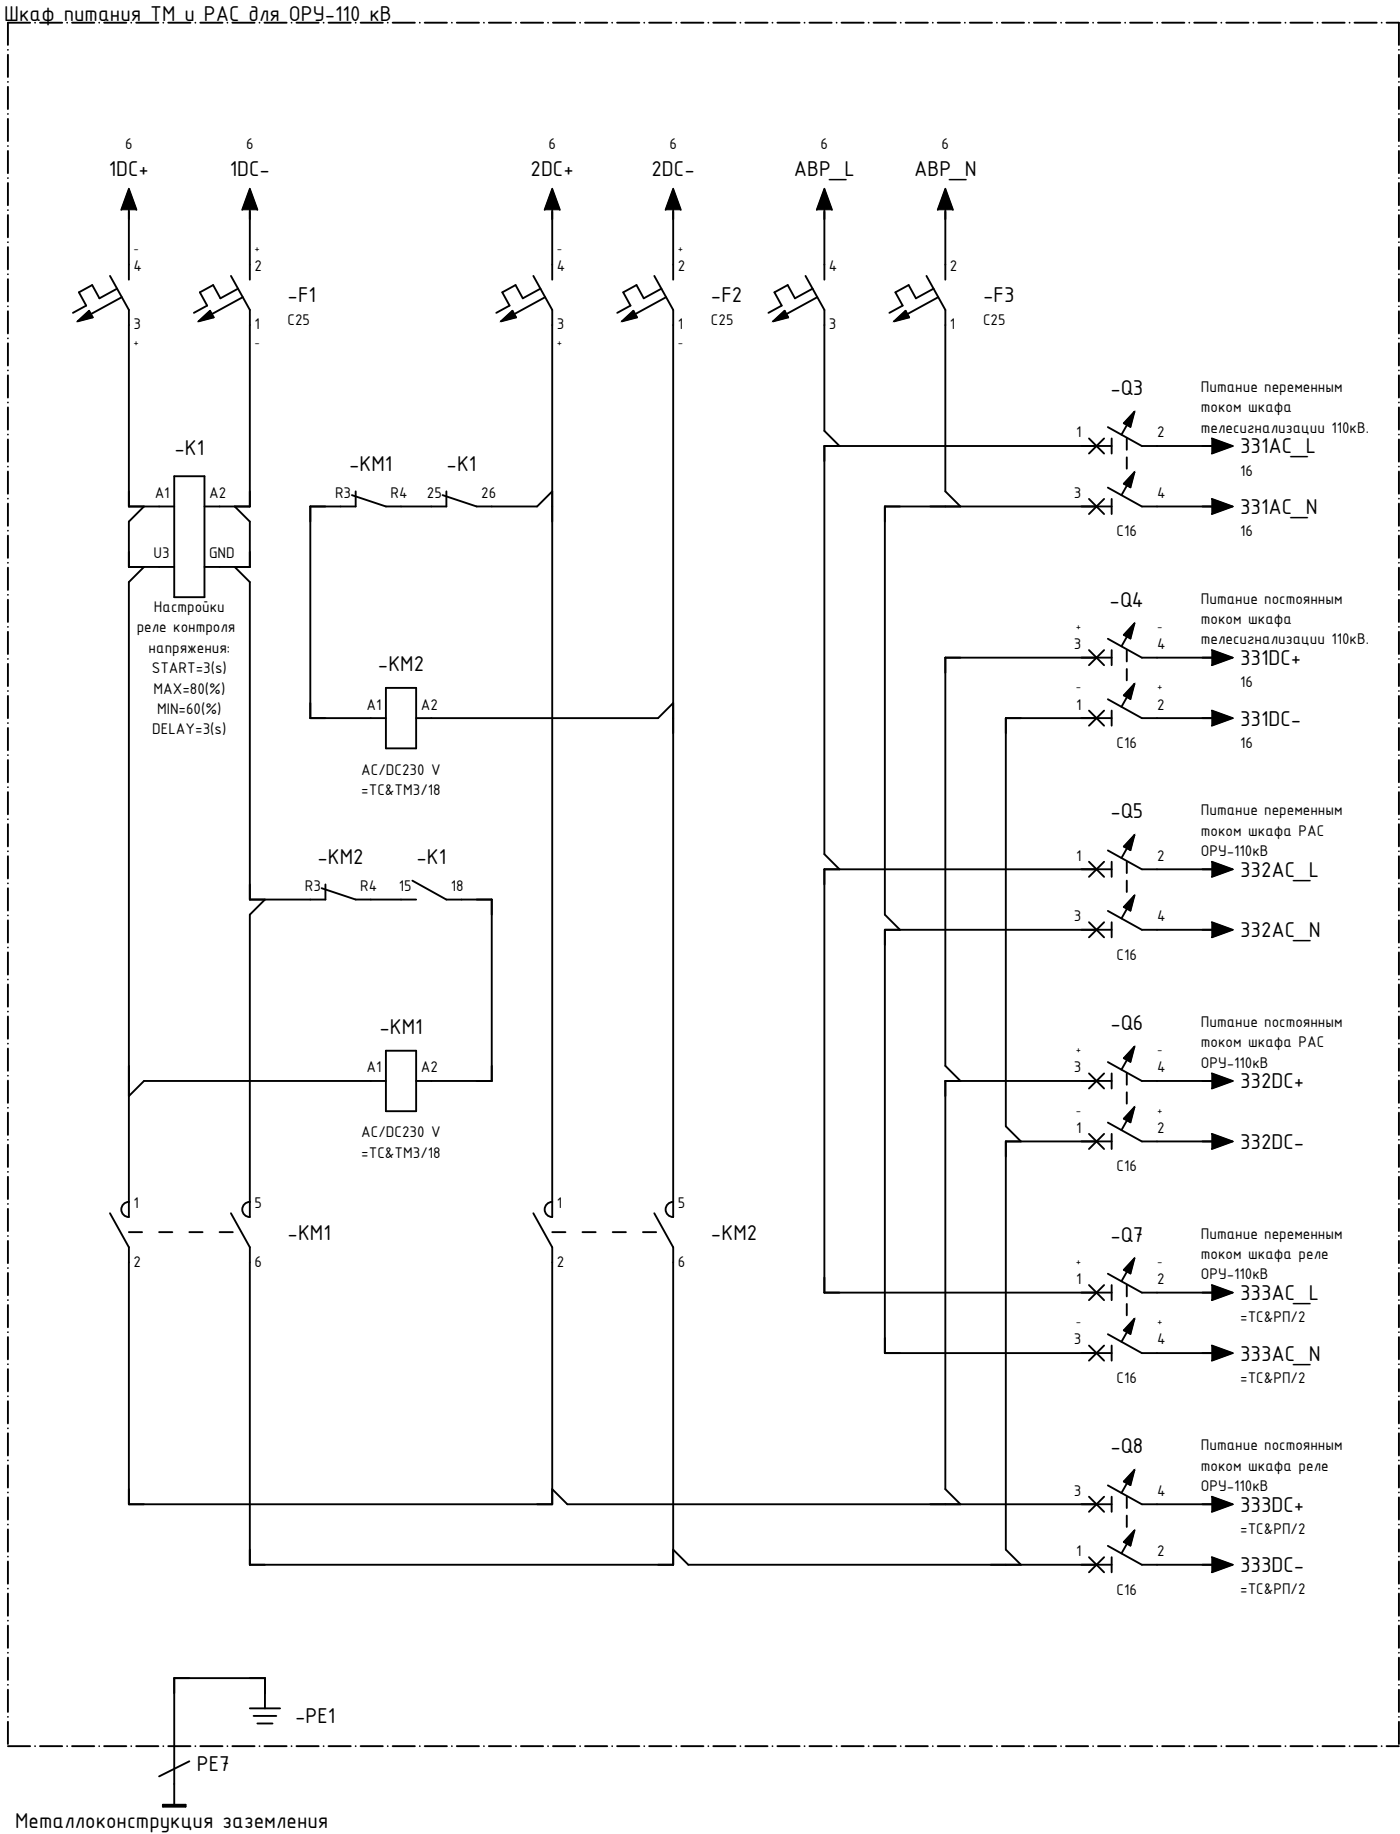 Шкаф питания ТМ и РАС для ОРУ-110 кВ
6 6 6 6 6 6
1DC+ 1DC- 2DC+ 2DC- АВР_L АВР_N
- + - +
4 2 4 2 4 2
-F1 -F2 -F3
C25 C25 C25
3 1 3 1 3 1
+ - + -
-Q3
Питание переменным
током шкафа
телесигнализации 110кВ.
1 2 331AC_L
16
3 4 331AC_N
C16 16
-K1
A1 A2
U3 GND
Настройки
реле контроля
напряжения:
START=3(s)
MAX=80(%)
MIN=60(%)
DELAY=3(s)
-KM1 -K1
R3 R4 25 26
-KM2
A1 A2
AC/DC230 V
=ТС&ТМ3/18
-Q4
Питание постоянным
током шкафа
телесигнализации 110кВ.
+ -
3 4 331DC+
16
- +
1 2 331DC-
C16 16
-Q5
Питание переменным
током шкафа РАС
ОРУ-110кВ
1 2 332AC_L
3 4 332AC_N
C16
-KM2 -K1
R3 R4 15 18
-KM1
A1 A2
AC/DC230 V
=ТС&ТМ3/18
-Q6
Питание постоянным
током шкафа РАС
ОРУ-110кВ
+ -
3 4 332DC+
- +
1 2 332DC-
C16
1 5 1 5
-KM1 -KM2
2 6 2 6
-Q7
Питание переменным
током шкафа реле
ОРУ-110кВ
+ -
1 2 333AC_L
=ТС&РП/2
- +
3 4 333AC_N
C16 =ТС&РП/2
-Q8
Питание постоянным
током шкафа реле
ОРУ-110кВ
3 4 333DC+
=ТС&РП/2
1 2 333DC-
C16 =ТС&РП/2
-PE1
PE7
Металлоконструкция заземления